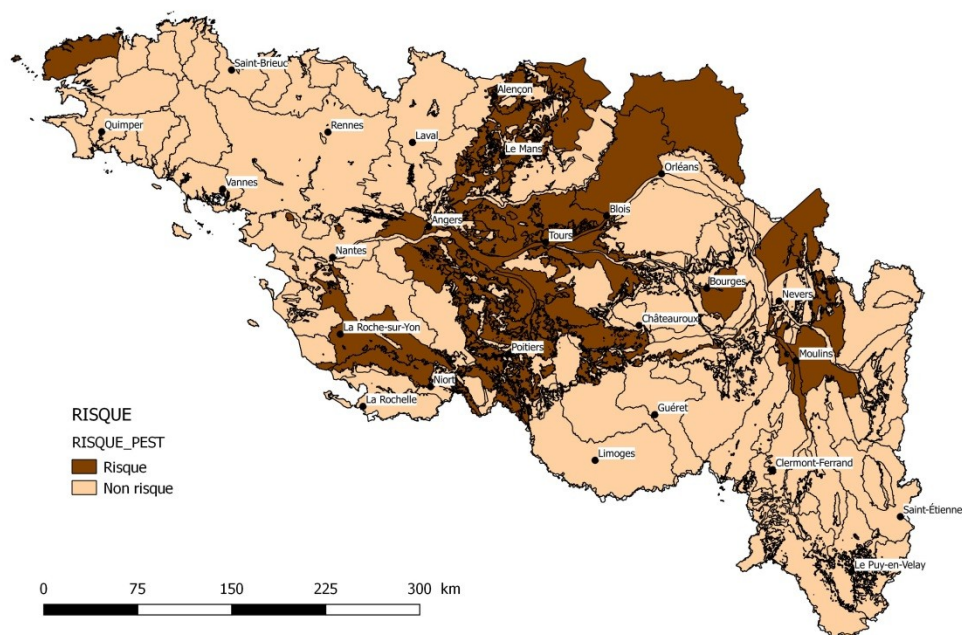 Saint-Brieuc
Alençon
Quimper
Rennes
Laval
Le Mans
Orléans
Vannes
Blois
Angers
Tours
Nantes
Bourges
Nevers
Châteauroux
La Roche-sur-Yon
Poitiers
Moulins
Niort
La Rochelle
Guéret
RISQUE
RISQUE_PEST
Risque
Non risque
Limoges
Clermont-Ferrand
Saint-Étienne
Le Puy-en-Velay
0 75 150 225 300 km